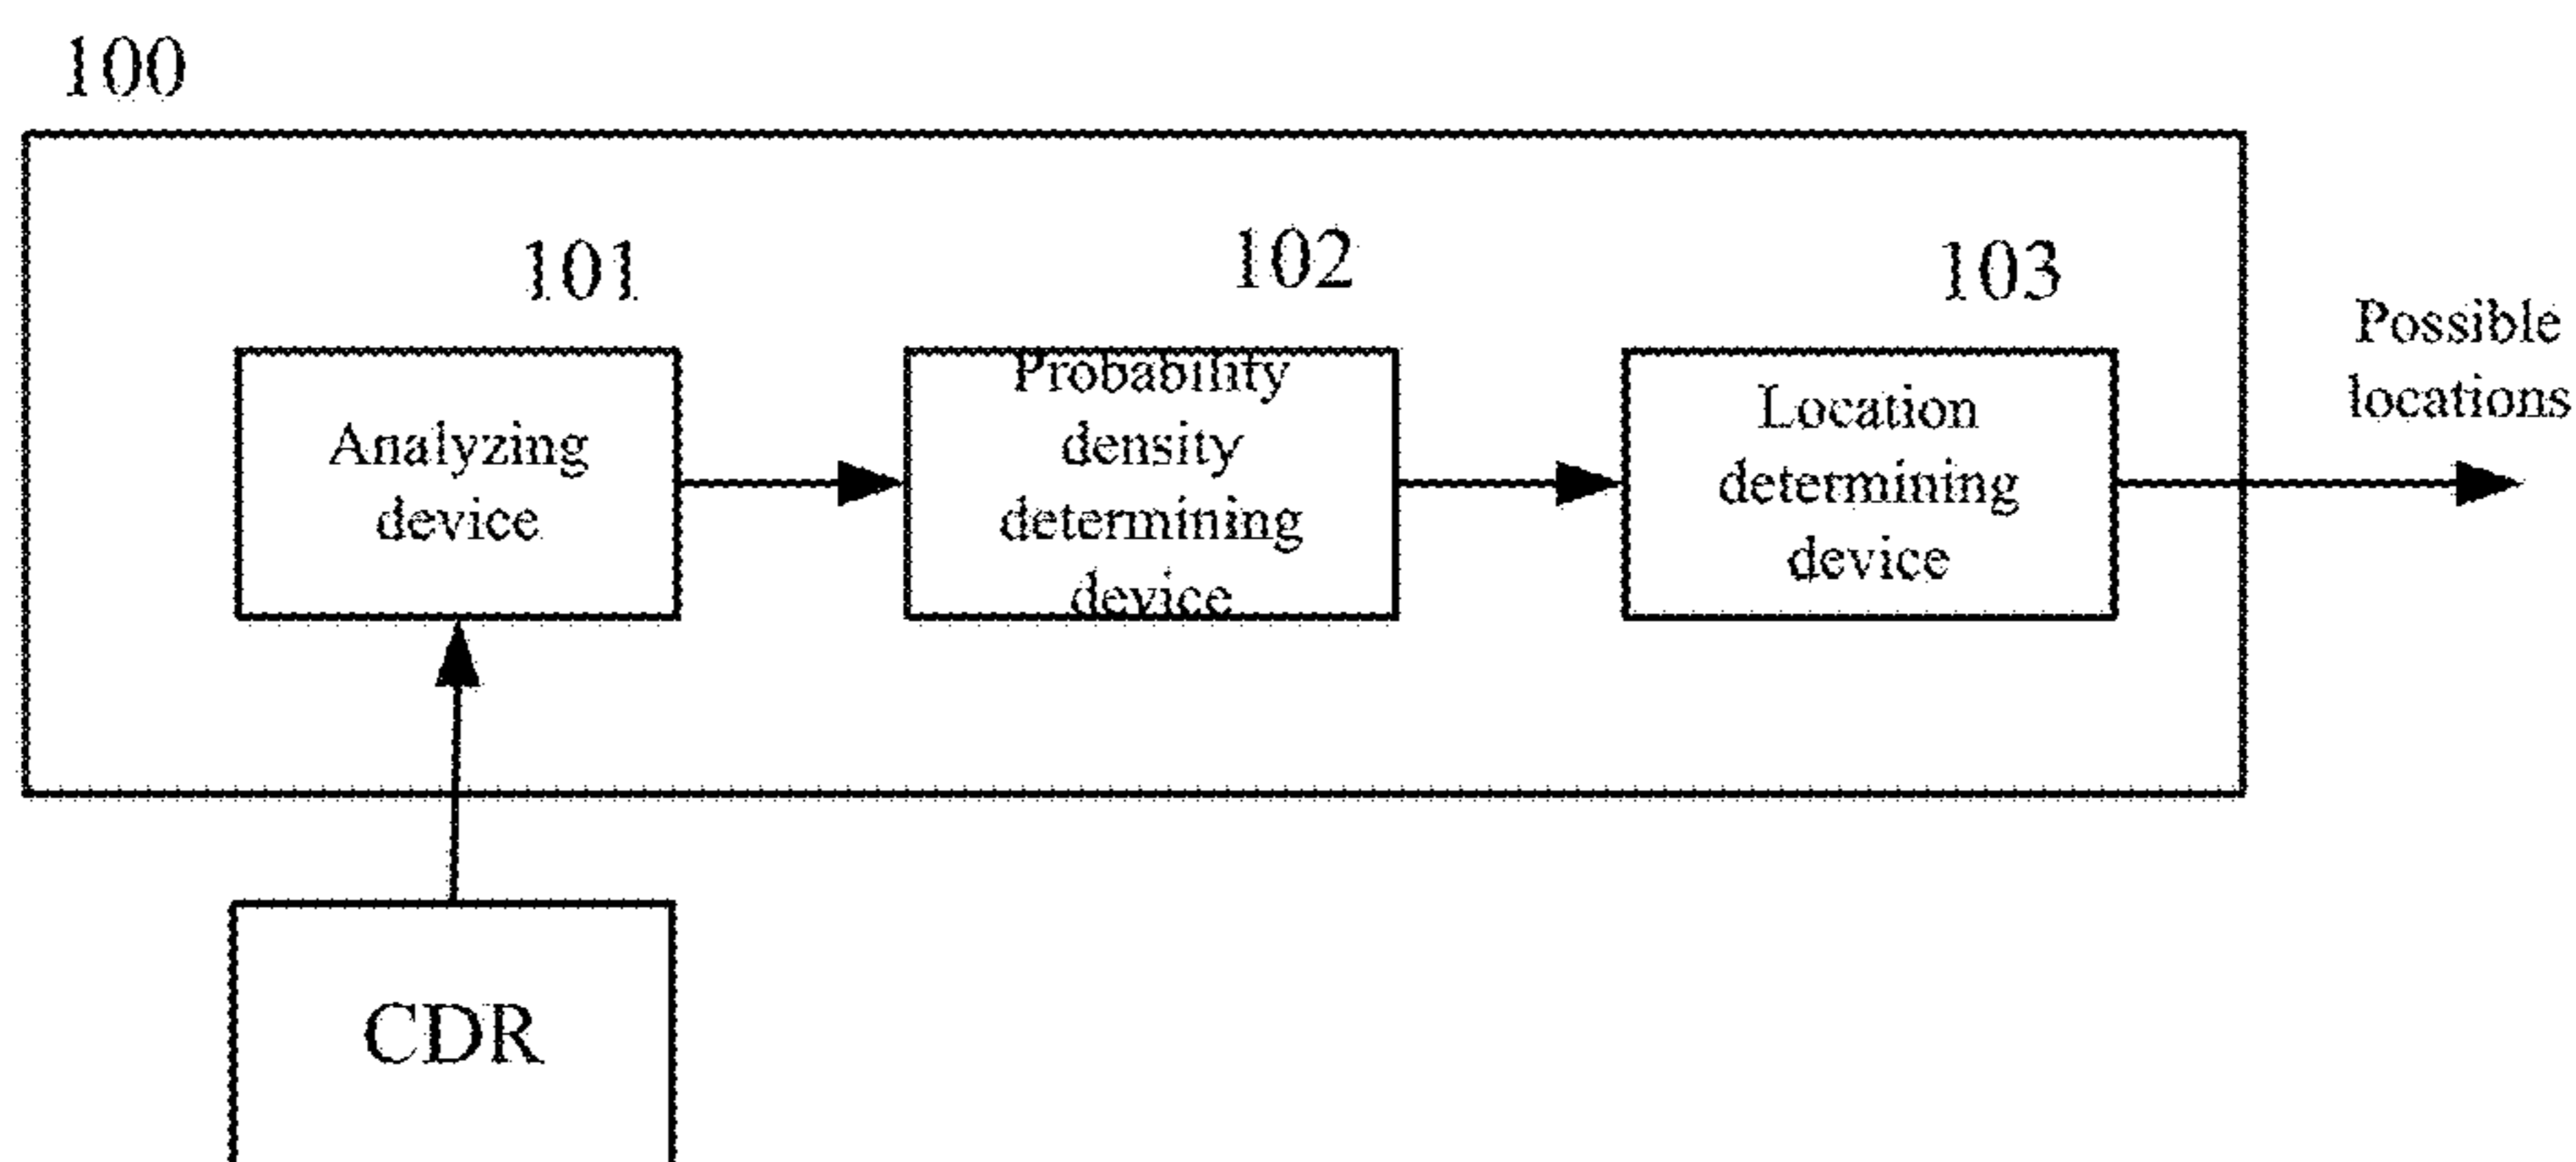 100
101
102
103
Analyzing
device
Probability
density
determining
device
Location
determining
device
Possible
locations
CDR